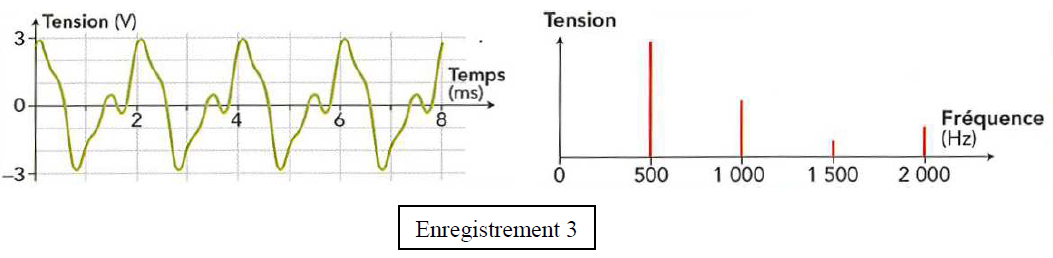 Tension (V)
3
0
–3
2
4
6
8
Temps
(ms)
Tension
0
500
1 000
1 500
2 000
Fréquence
(Hz)
Enregistrement 3